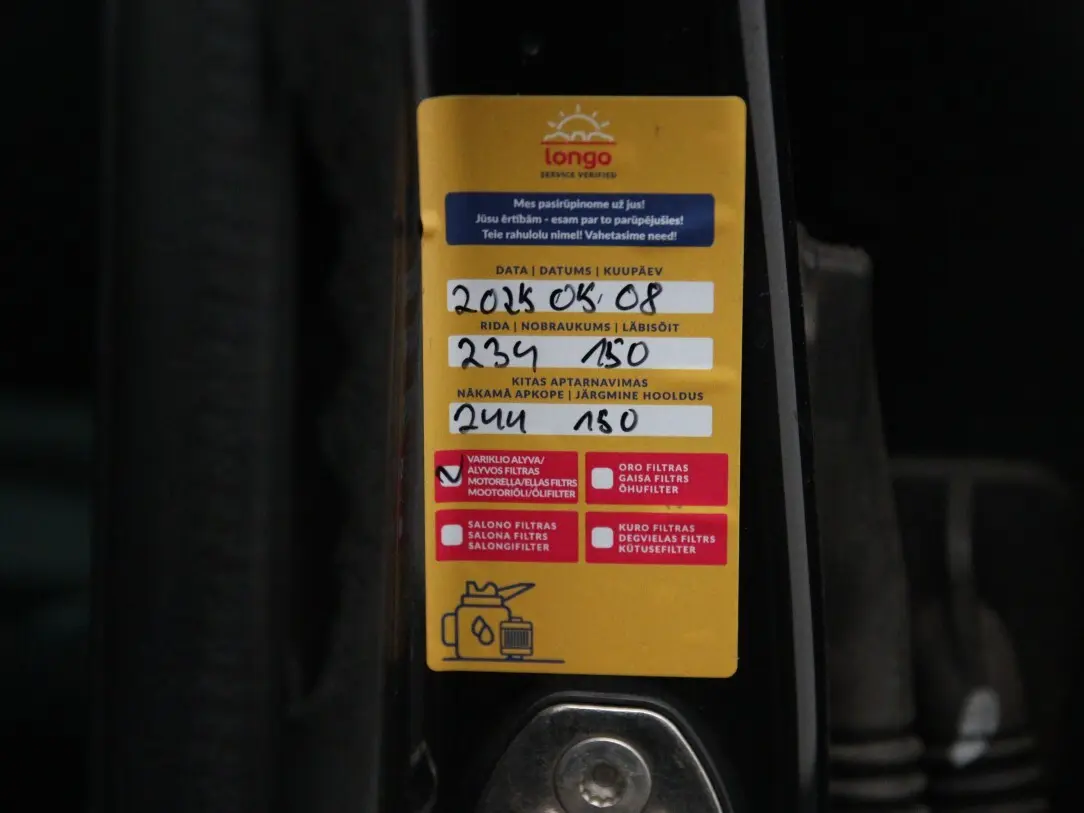 longo
SERVICE VERIFIED
Mes pasirūpinome už jus!
Jūsu ērtībām - esam par to parūpējušies!
Teie rahulolu nimel! Vahetasime need!
DATA | DATUMS | KUUPÄEV
2025 05. 08
RIDA | NOBRAUKUMS | LÄBISÕIT
234 150
KITAS APTARNAVIMAS
NĀKAMĀ APKOPE | JÄRGMINE HOOLDUS
244 150
VARIKLIO ALYVA/
ALYVOS FILTRAS
MOTOREĻĻA/EĻĻAS FILTRS
MOOTORIÕLI/ÕLIFILTER
ORO FILTRAS
GAISA FILTRS
ÕHUFILTER
SALONO FILTRAS
SALONA FILTRS
SALONGIFILTER
KURO FILTRAS
DEGVIELAS FILTRS
KÜTUSEFILTER